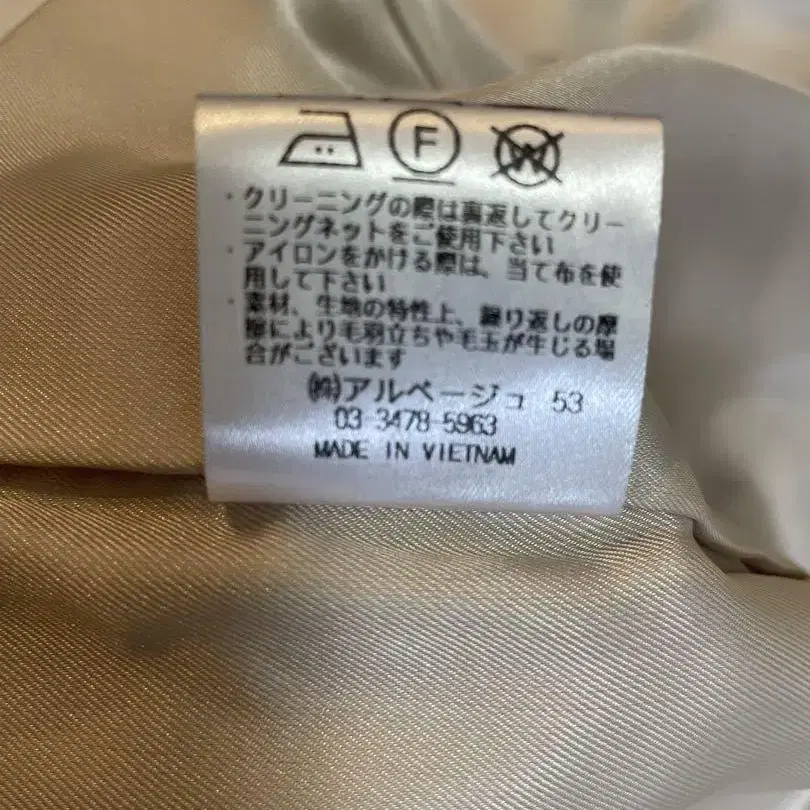 F W
・クリーニングの際は裏返してクリー
ニングネットをご使用下さい
・アイロンをかける際は、当て布を使
用して下さい
・素材、生地の特性上、繰り返しの摩
擦により毛羽立ちや毛玉が生じる場
合がございます
㈱アルページュ 53
03-3478-5963
MADE IN VIETNAM